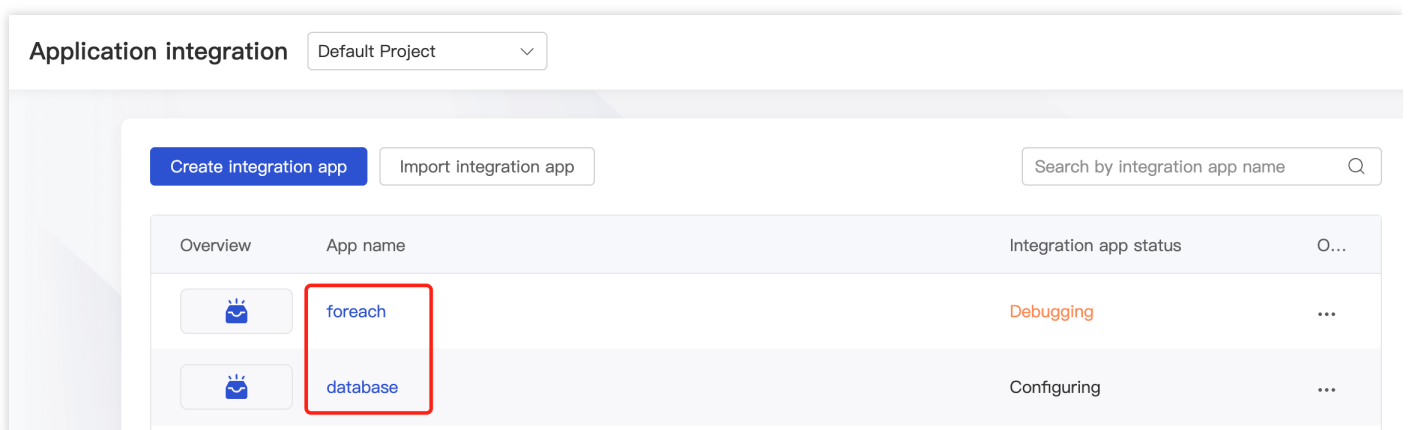 Application integration Default Project
Create integration app Import integration app Search by integration app name
Overview App name Integration app status O...
foreach Debugging ...
database Configuring ...